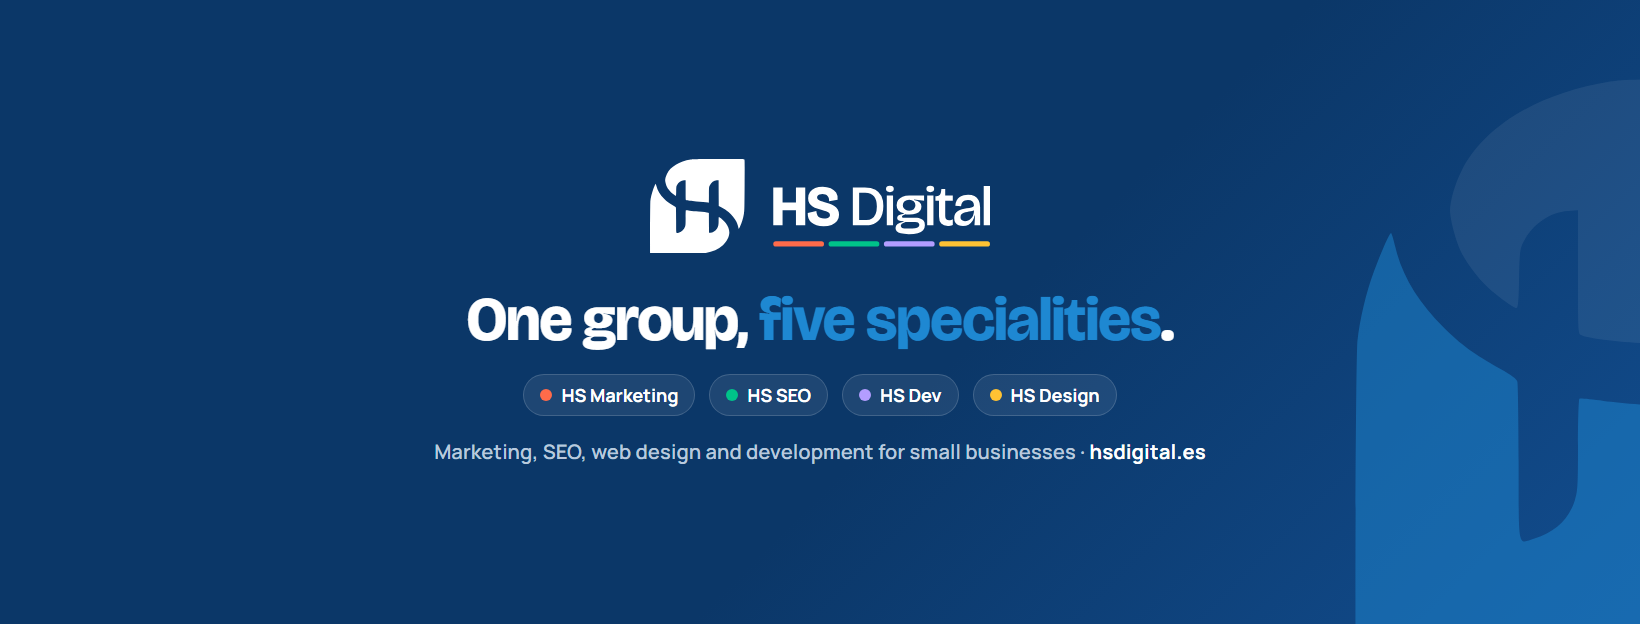 HS Digital
One group, five specialities.
HS Marketing HS SEO HS Dev HS Design
Marketing, SEO, web design and development for small businesses · hsdigital.es